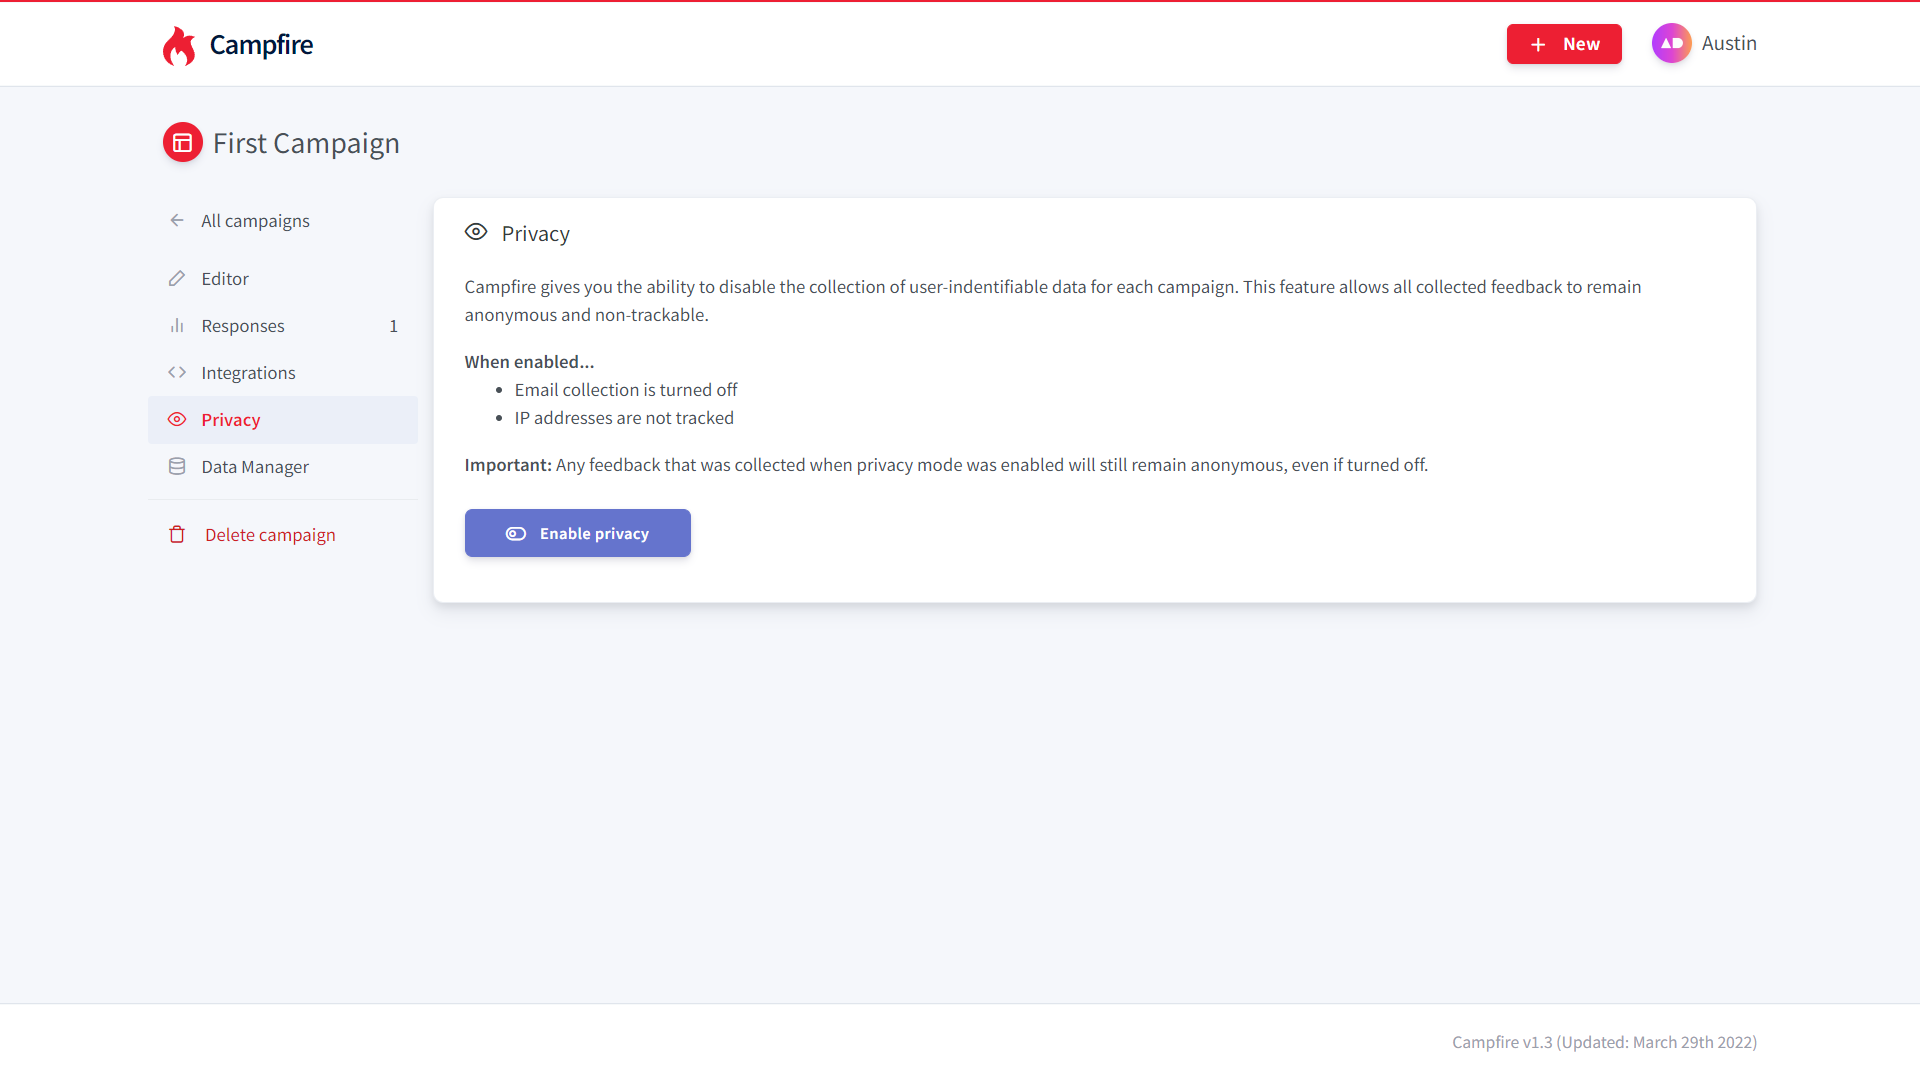 Campfire
New
AD
Austin
First Campaign
All campaigns
Editor
Responses 1
Integrations
Privacy
Data Manager
Delete campaign
Privacy
Campfire gives you the ability to disable the collection of user-indentifiable data for each campaign. This feature allows all collected feedback to remain
anonymous and non-trackable.
When enabled...
• Email collection is turned off
• IP addresses are not tracked
Important: Any feedback that was collected when privacy mode was enabled will still remain anonymous, even if turned off.
Enable privacy
Campfire v1.3 (Updated: March 29th 2022)